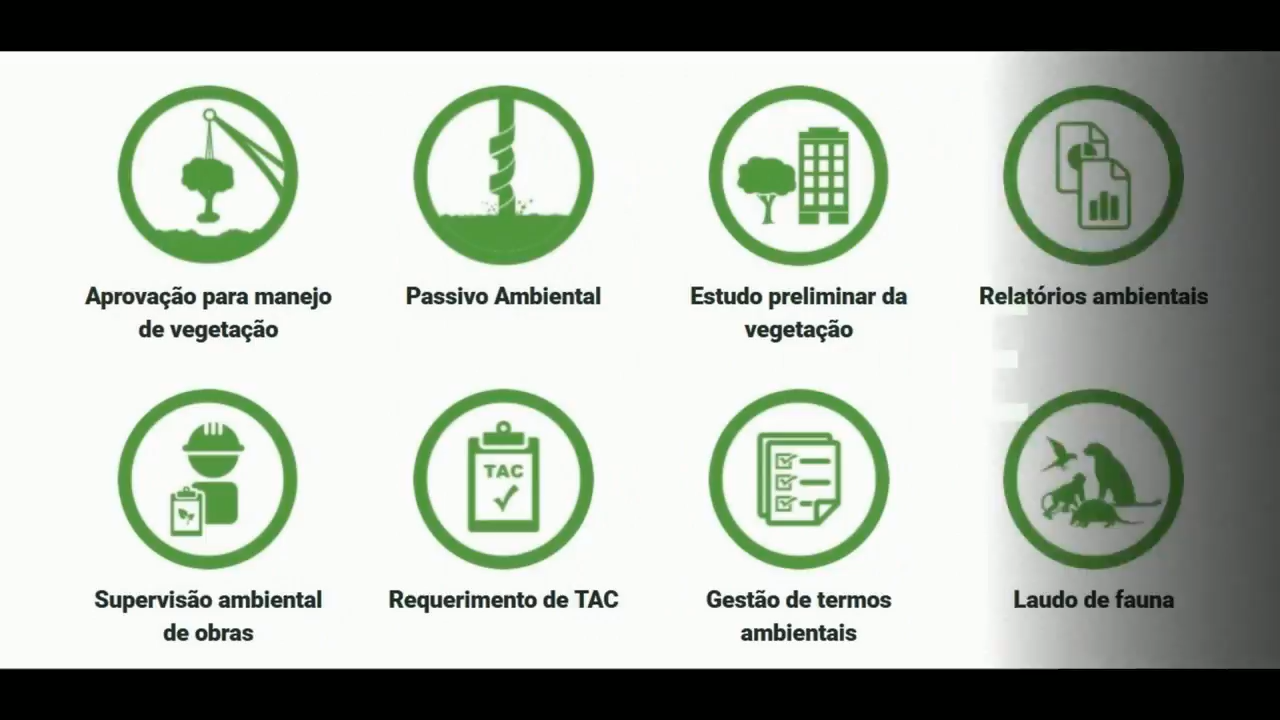 Aprovação para manejo
de vegetação
Passivo Ambiental
Estudo preliminar da
vegetação
Relatórios ambientais
TAC
Supervisão ambiental
de obras
Requerimento de TAC
Gestão de termos
ambientais
Laudo de fauna